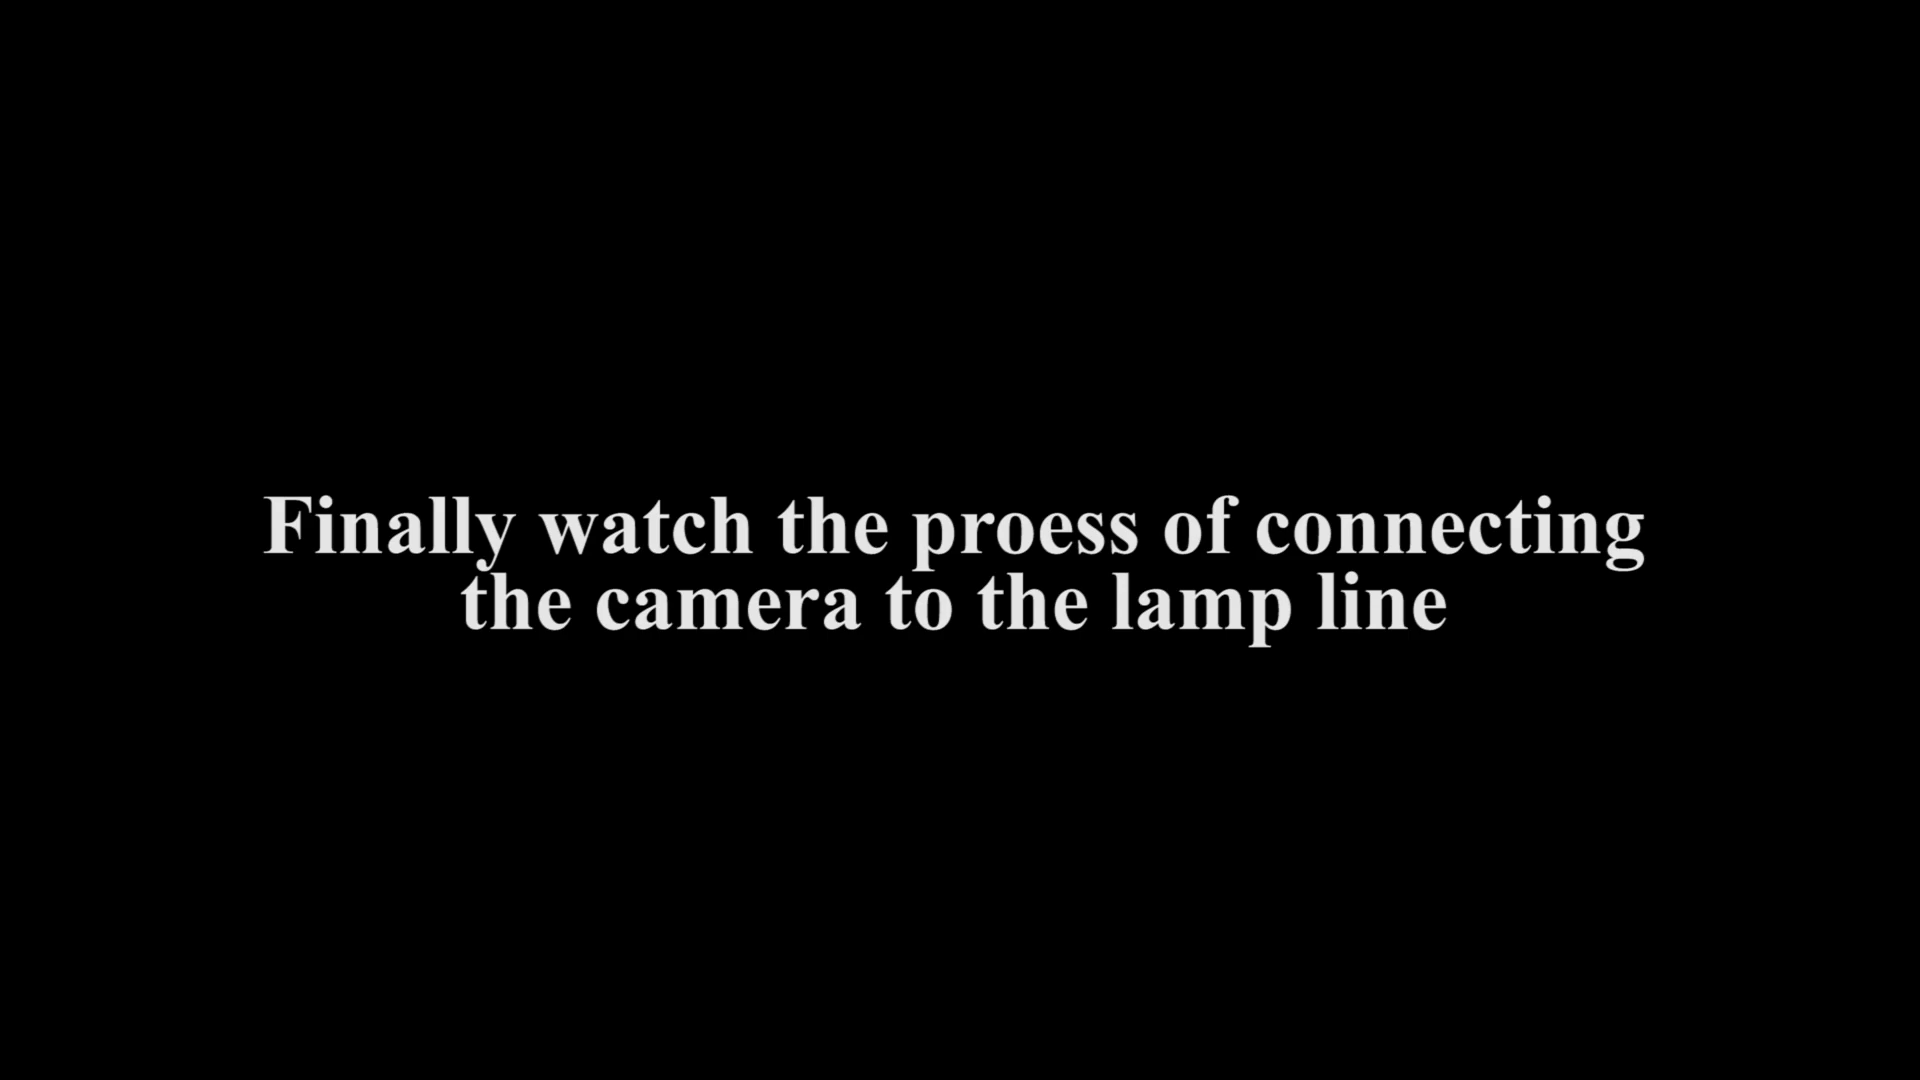 Finally watch the proess of connecting
the camera to the lamp line